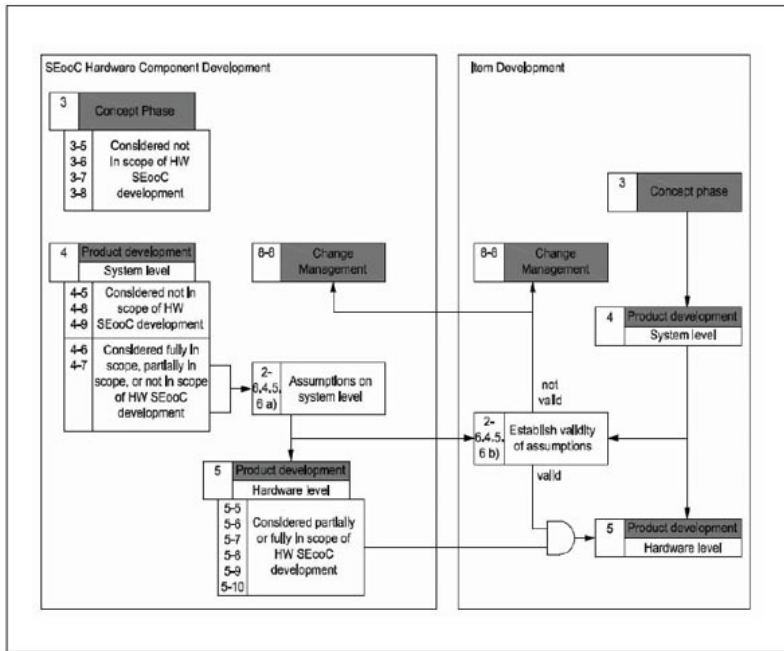 SEooC Hardware Component Development
3
Concept Phase
3-5
3-6
3-7
3-8
Considered not
in scope of HW
SEooC
development
4
Product development
System level
4-5
4-8
4-9
Considered not in
scope of HW
SEooC development
4-6
4-7
Considered fully in
scope, partially in
scope, or not in scope
of HW SEooC
development
8-8
Change
Management
2-
6.4.5.
6 a)
Assumptions on
system level
5
Product development
Hardware level
5-5
5-6
5-7
5-8
5-9
5-10
Considered partially
or fully in scope of
HW SEooC
development
Item Development
3
Concept phase
8-8
Change
Management
4
Product development
System level
not
valid
2-
6.4.5.
6 b)
Establish validity
of assumptions
valid
5
Product development
Hardware level